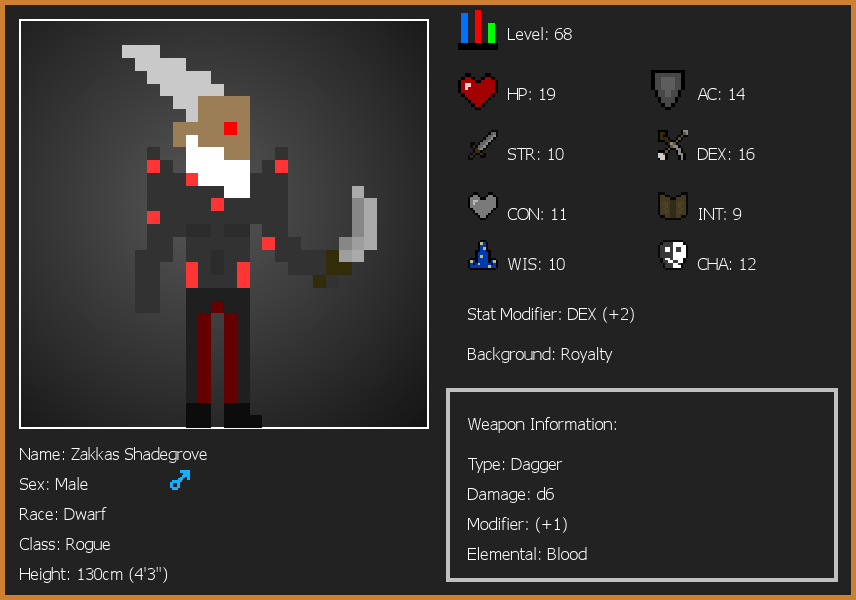 Level: 68
HP: 19
AC: 14
STR: 10
DEX: 16
CON: 11
INT: 9
WIS: 10
CHA: 12
Stat Modifier: DEX (+2)
Background: Royalty
Weapon Information:
Type: Dagger
Damage: d6
Modifier: (+1)
Elemental: Blood
Name: Zakkas Shadegrove
Sex: Male
Race: Dwarf
Class: Rogue
Height: 130cm (4'3")